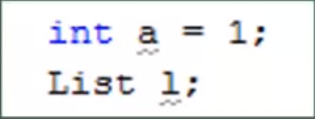 int a = 1;
List l;